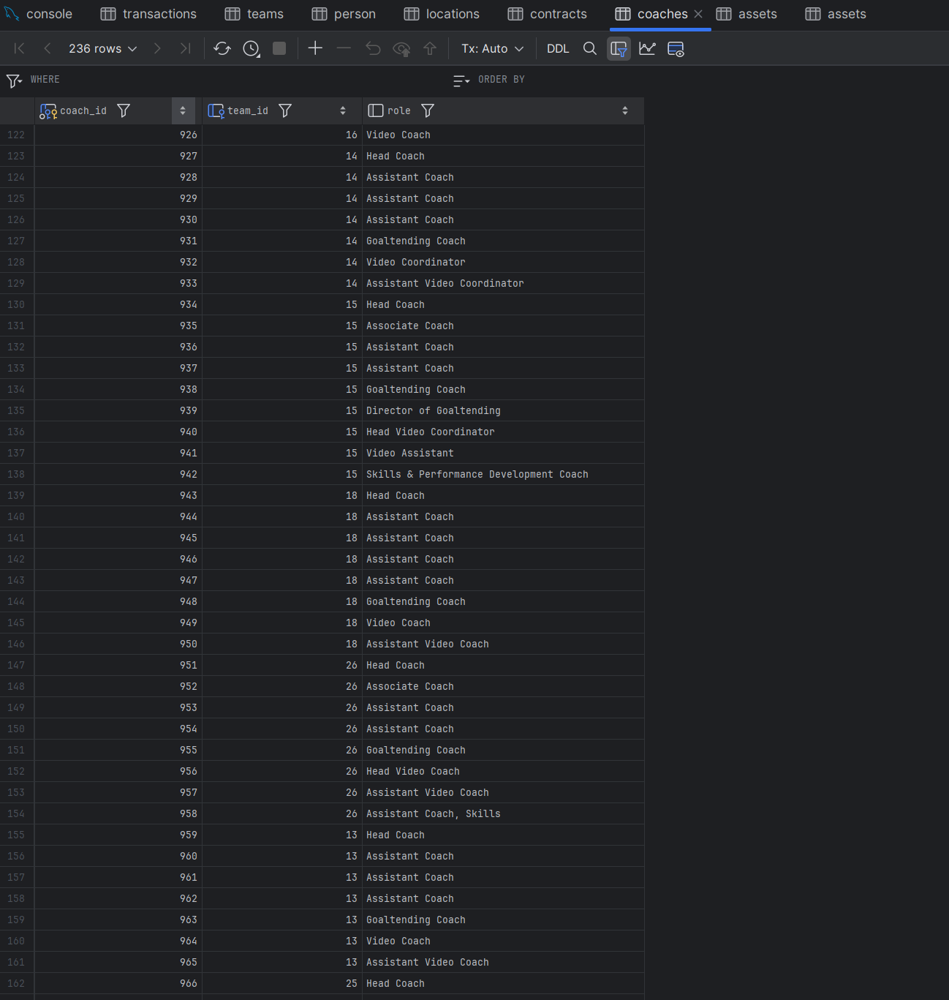 console transactions teams person locations contracts coaches assets assets
236 rows Tx: Auto DDL
WHERE ORDER BY
coach_id team_id role
122 926 16 Video Coach
123 927 14 Head Coach
124 928 14 Assistant Coach
125 929 14 Assistant Coach
126 930 14 Assistant Coach
127 931 14 Goaltending Coach
128 932 14 Video Coordinator
129 933 14 Assistant Video Coordinator
130 934 15 Head Coach
131 935 15 Associate Coach
132 936 15 Assistant Coach
133 937 15 Assistant Coach
134 938 15 Goaltending Coach
135 939 15 Director of Goaltending
136 940 15 Head Video Coordinator
137 941 15 Video Assistant
138 942 15 Skills & Performance Development Coach
139 943 18 Head Coach
140 944 18 Assistant Coach
141 945 18 Assistant Coach
142 946 18 Assistant Coach
143 947 18 Assistant Coach
144 948 18 Goaltending Coach
145 949 18 Video Coach
146 950 18 Assistant Video Coach
147 951 26 Head Coach
148 952 26 Associate Coach
149 953 26 Assistant Coach
150 954 26 Assistant Coach
151 955 26 Goaltending Coach
152 956 26 Head Video Coach
153 957 26 Assistant Video Coach
154 958 26 Assistant Coach, Skills
155 959 13 Head Coach
156 960 13 Assistant Coach
157 961 13 Assistant Coach
158 962 13 Assistant Coach
159 963 13 Goaltending Coach
160 964 13 Video Coach
161 965 13 Assistant Video Coach
162 966 25 Head Coach